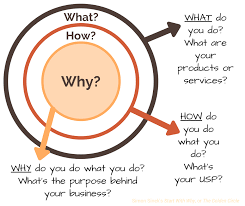 What?
How?
Why?
WHAT do
you do?
What are
your
products or
services?
HOW do
you do
what you
do?
What's
your USP?
WHY do you do what you do?
What's the purpose behind
your business?